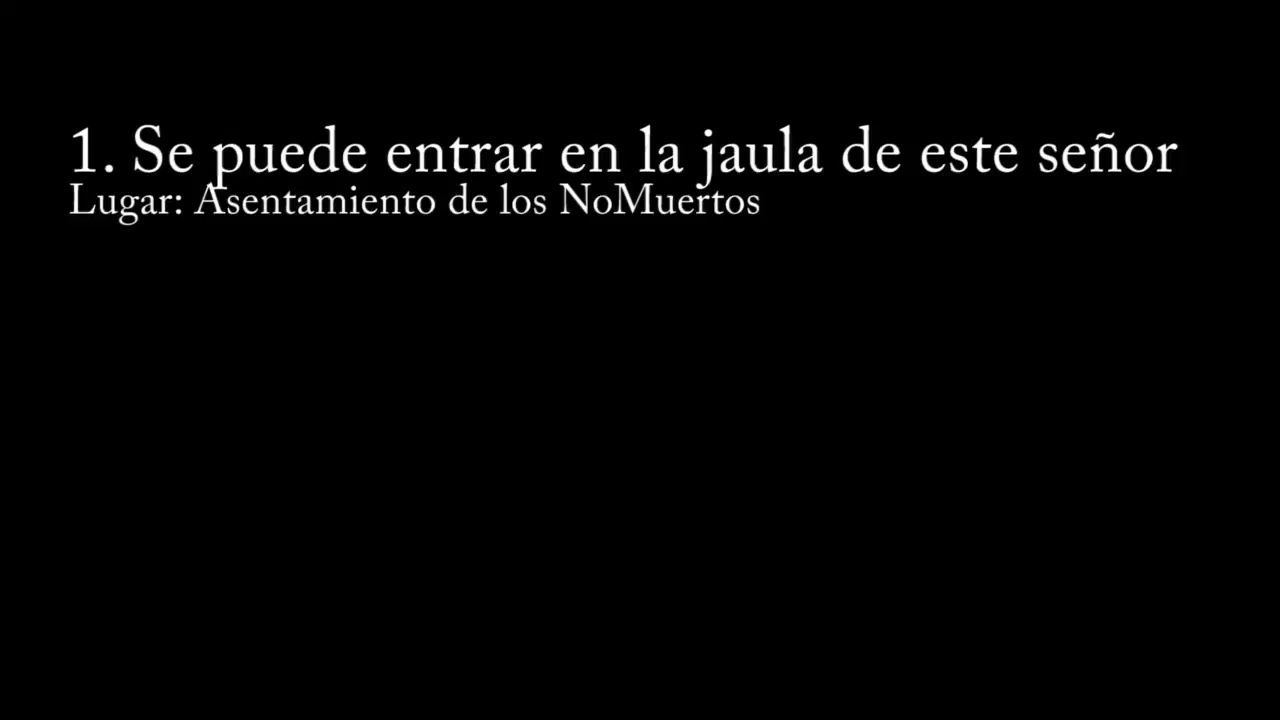 1. Se puede entrar en la jaula de este señor
Lugar: Asentamiento de los NoMuertos